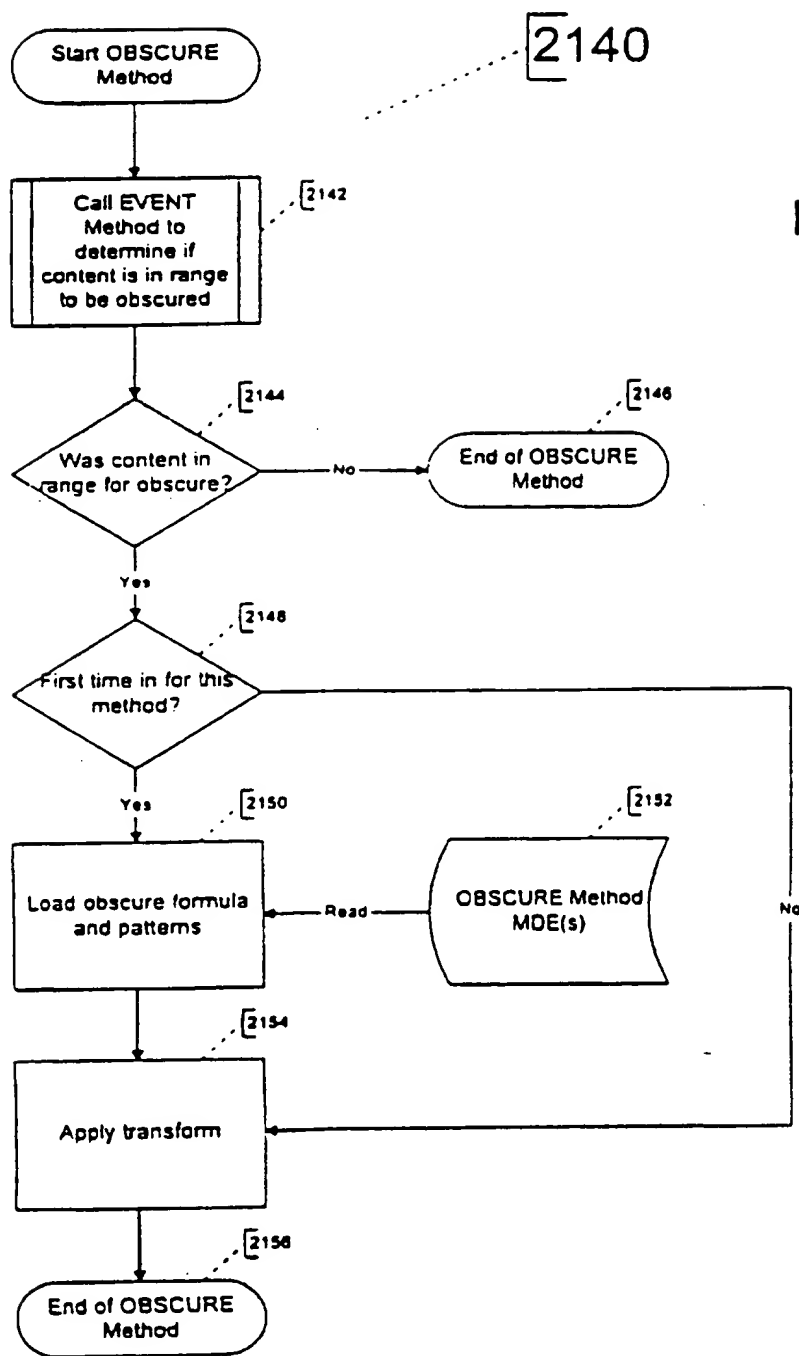 2140
Start OBSCURE
Method
2142
Call EVENT
Method to
determine if
content is in range
to be obscured
2144
Was content in
range for obscure?
No
2146
End of OBSCURE
Method
Yes
2148
First time in for this
method?
No
Yes
2150
Load obscure formula
and patterns
Read
2152
OBSCURE Method
MDE(s)
2154
Apply transform
2156
End of OBSCURE
Method